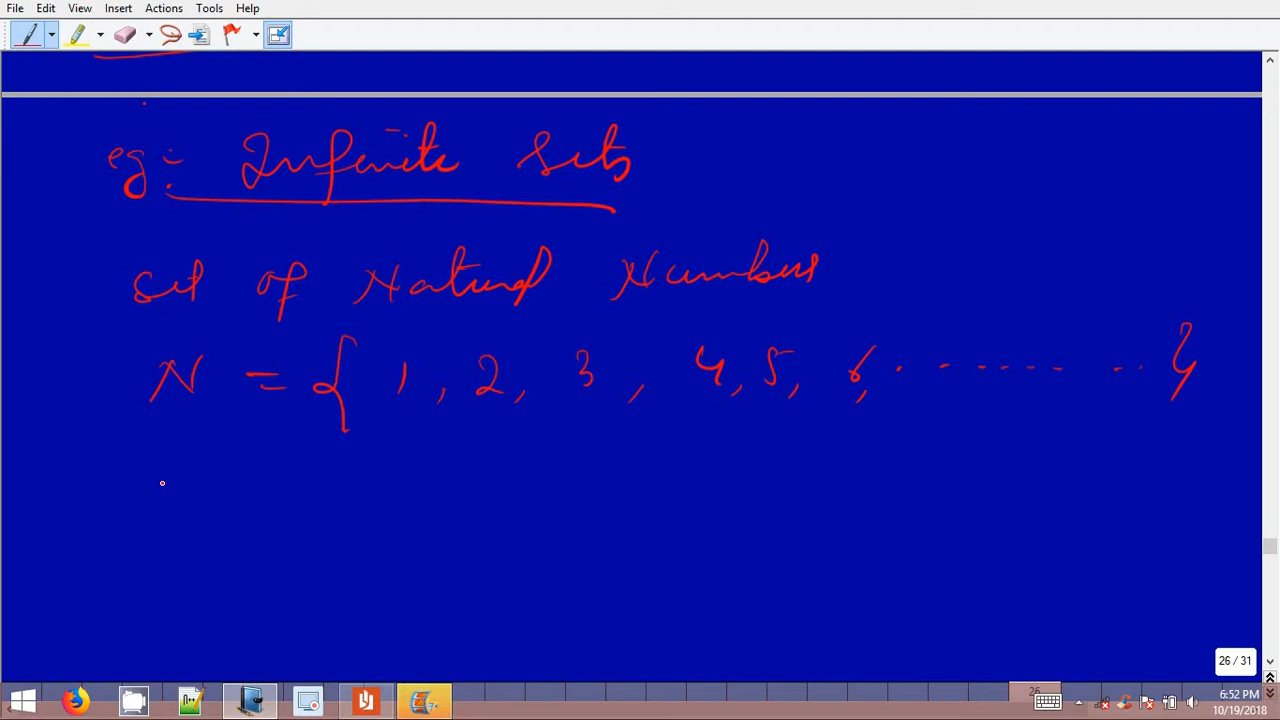 File Edit View Insert Actions Tools Help
eg:- Infinite Sets
Set of Natural Numbers
N = { 1, 2, 3, 4, 5, 6, ............ }
26 / 31
26
6:52 PM
10/19/2018